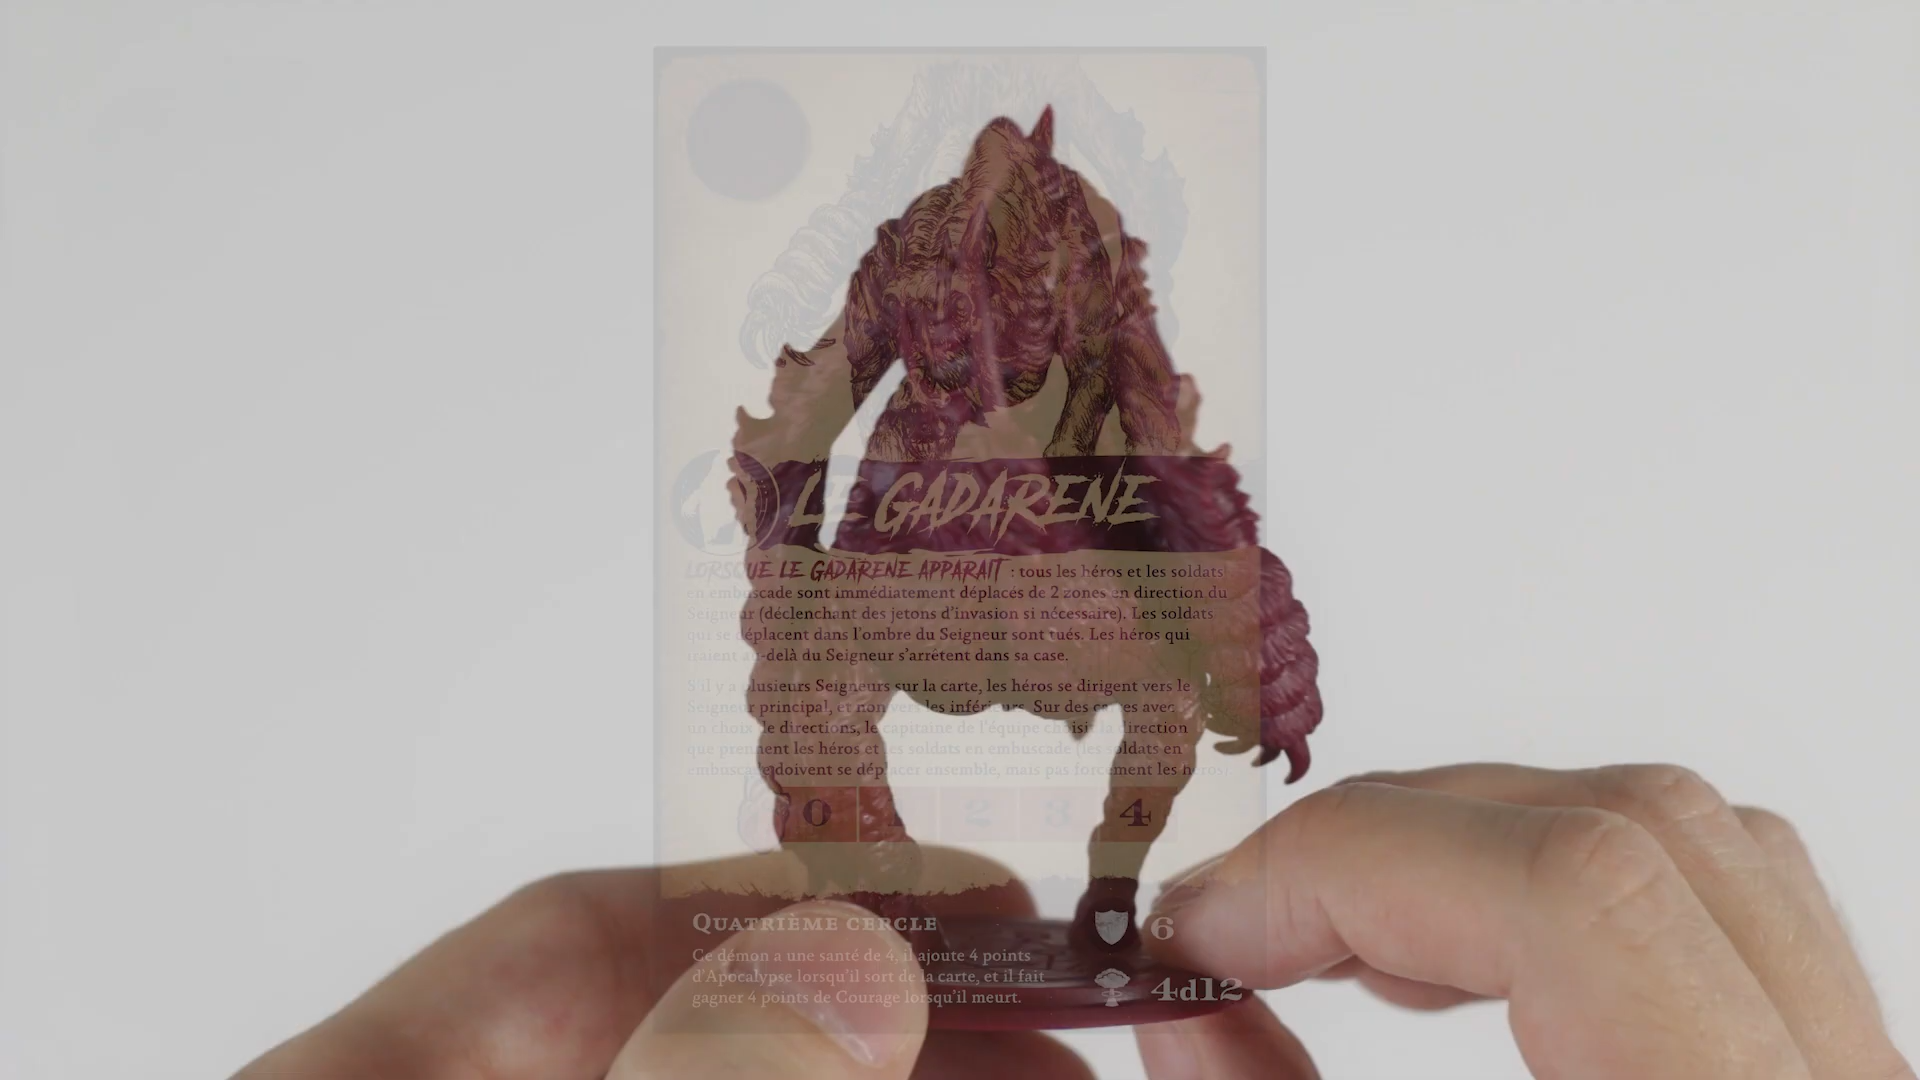 LE GADARENE
LORSQUE LE GADARENE APPARAIT : tous les héros et les soldats
en embuscade sont immédiatement déplacés de 2 zones en direction du
Seigneur (déclenchant des jetons d'invasion si nécessaire). Les soldats
qui se déplacent dans l'ombre du Seigneur sont tués. Les héros qui
iraient au-delà du Seigneur s'arrêtent dans sa case.
S'il y a plusieurs Seigneurs sur la carte, les héros se dirigent vers le
Seigneur principal, et non vers les inférieurs. Sur des cartes avec
un choix de directions, le capitaine de l'équipe choisit la direction
que prennent les héros et les soldats en embuscade (les soldats en
embuscade doivent se déplacer ensemble, mais pas forcément les héros).
0 1 2 3 4
QUATRIÈME CERCLE
Ce démon a une santé de 4, il ajoute 4 points
d'Apocalypse lorsqu'il sort de la carte, et il fait
gagner 4 points de Courage lorsqu'il meurt.
6
4d12